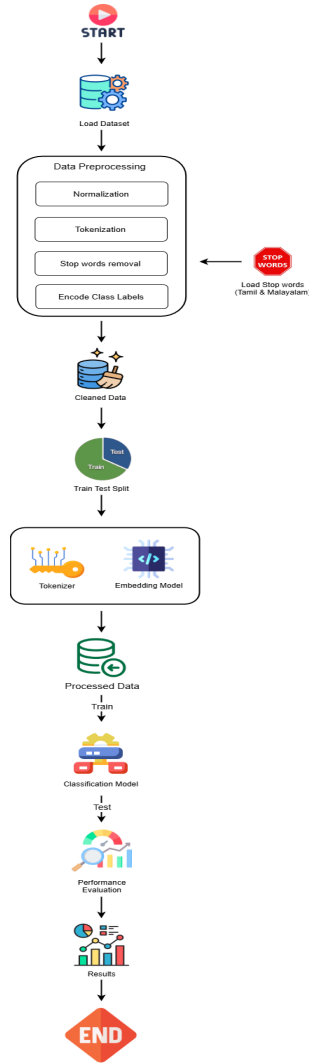 START
Load Dataset
Data Preprocessing
Normalization
Tokenization
Stop words removal
Encode Class Labels
STOP
WORDS
Load Stop words
(Tamil & Malayalam)
Cleaned Data
Test
Train
Train Test Split
</>
Tokenizer
Embedding Model
Processed Data
Train
Classification Model
Test
Performance
Evaluation
Results
END